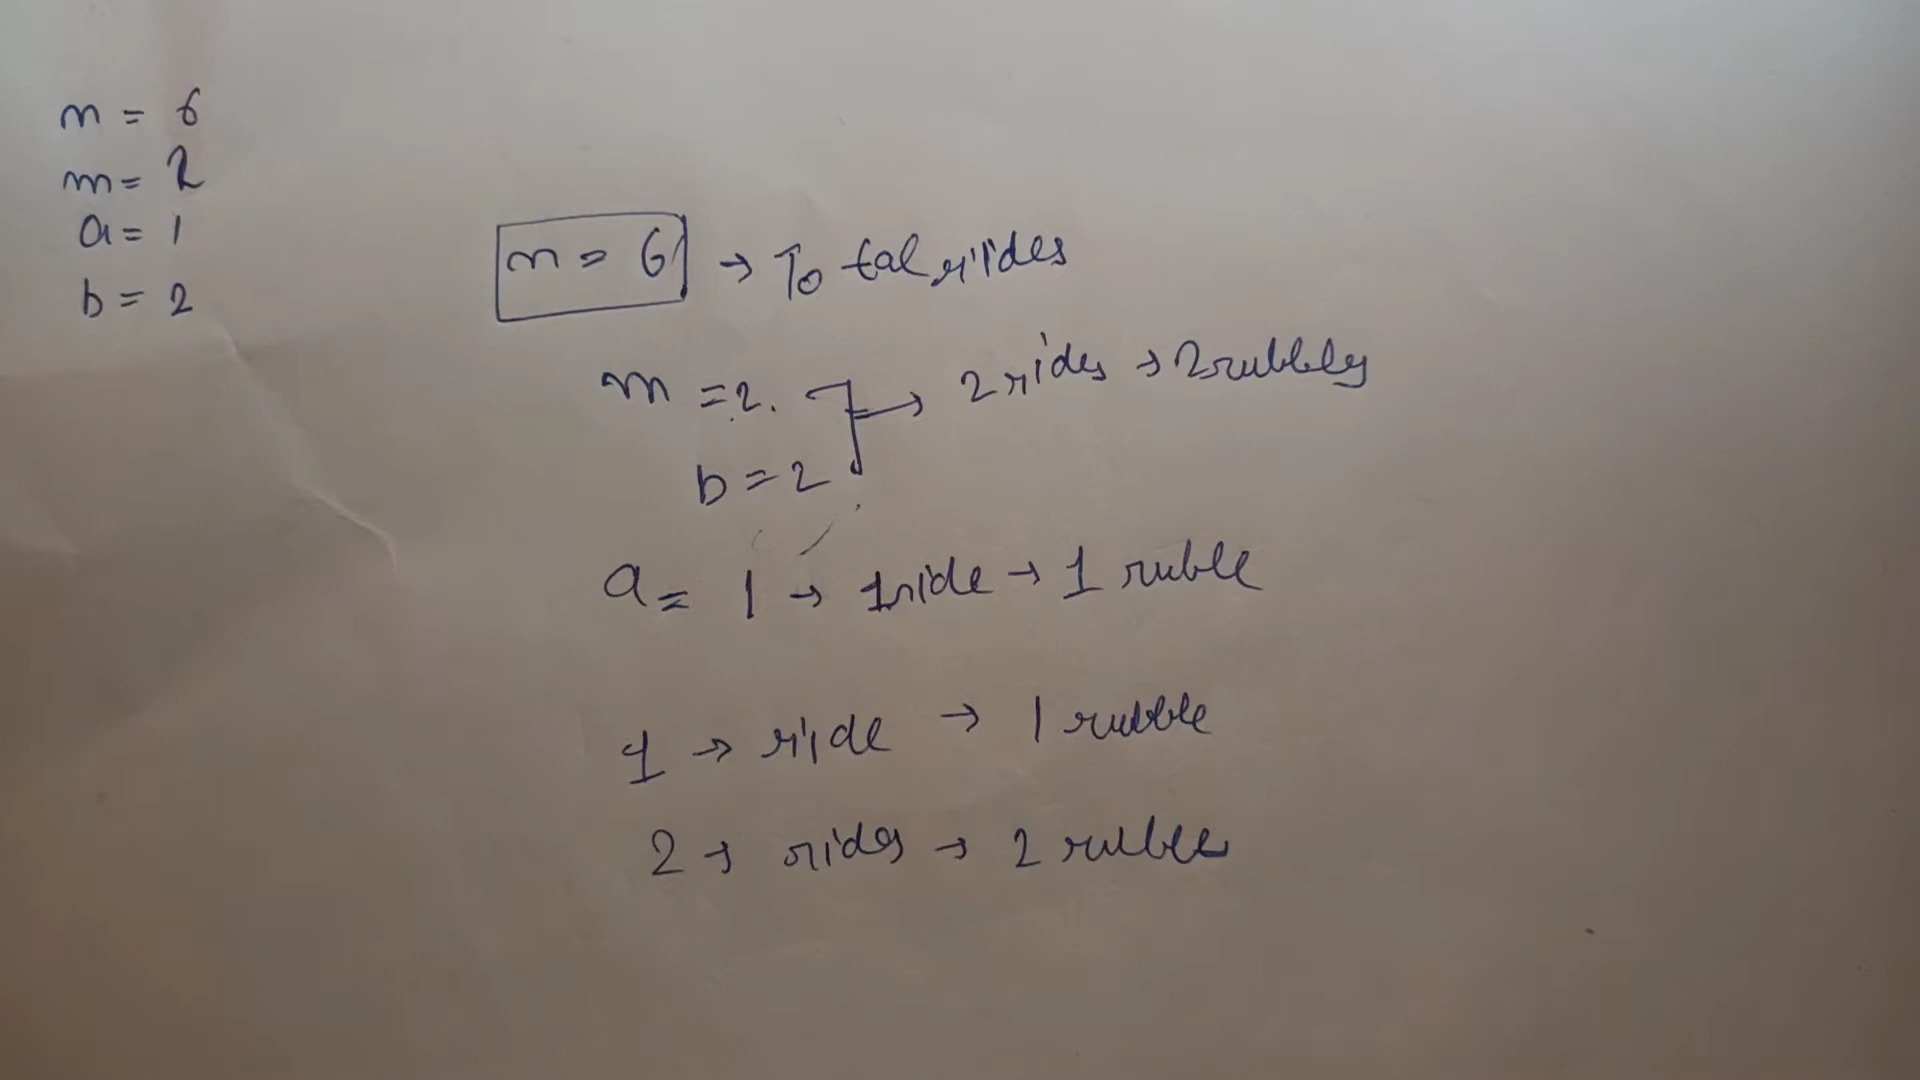 n = 6
m = 2
a = 1
b = 2
n = 6 → Total rides
m = 2.
b = 2
→ 2 rides → 2 rubbles
a = 1 → 1 ride → 1 ruble
1 → ride → 1 rubble
2 → rides → 2 ruble